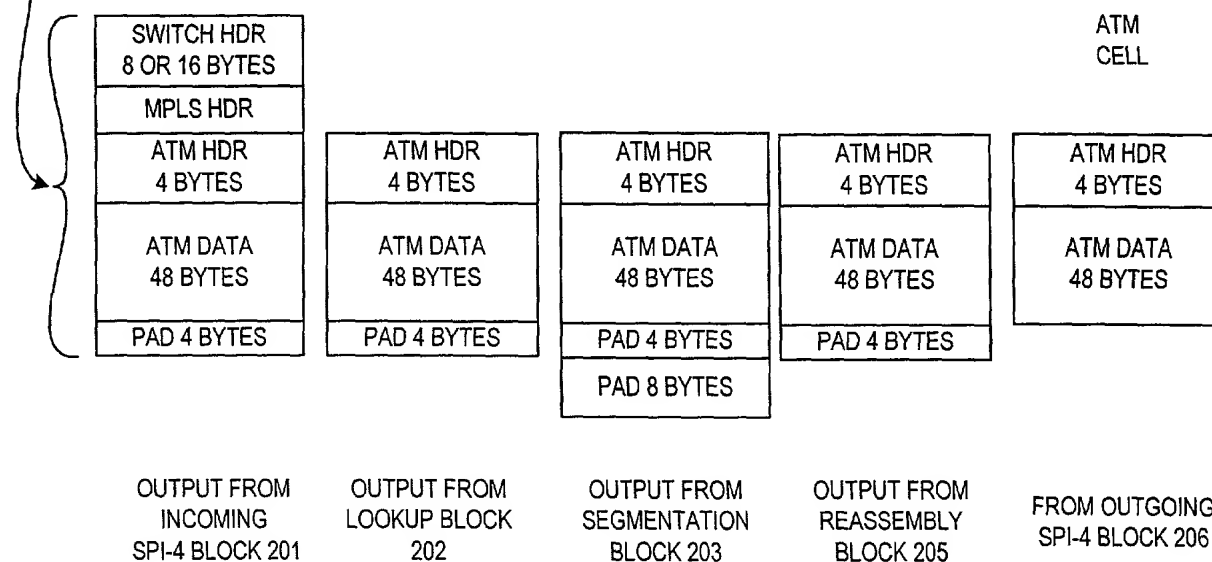 SWITCH HDR
8 OR 16 BYTES
MPLS HDR
ATM HDR
4 BYTES
ATM DATA
48 BYTES
PAD 4 BYTES
OUTPUT FROM
INCOMING
SPI-4 BLOCK 201
ATM HDR
4 BYTES
ATM DATA
48 BYTES
PAD 4 BYTES
OUTPUT FROM
LOOKUP BLOCK
202
ATM HDR
4 BYTES
ATM DATA
48 BYTES
PAD 4 BYTES
PAD 8 BYTES
OUTPUT FROM
SEGMENTATION
BLOCK 203
ATM HDR
4 BYTES
ATM DATA
48 BYTES
PAD 4 BYTES
OUTPUT FROM
REASSEMBLY
BLOCK 205
ATM
CELL
ATM HDR
4 BYTES
ATM DATA
48 BYTES
FROM OUTGOING
SPI-4 BLOCK 206